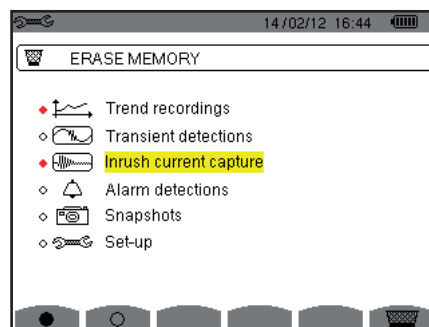 14/02/12 16:44
ERASE MEMORY
Trend recordings
Transient detections
Inrush current capture
Alarm detections
Snapshots
Set-up